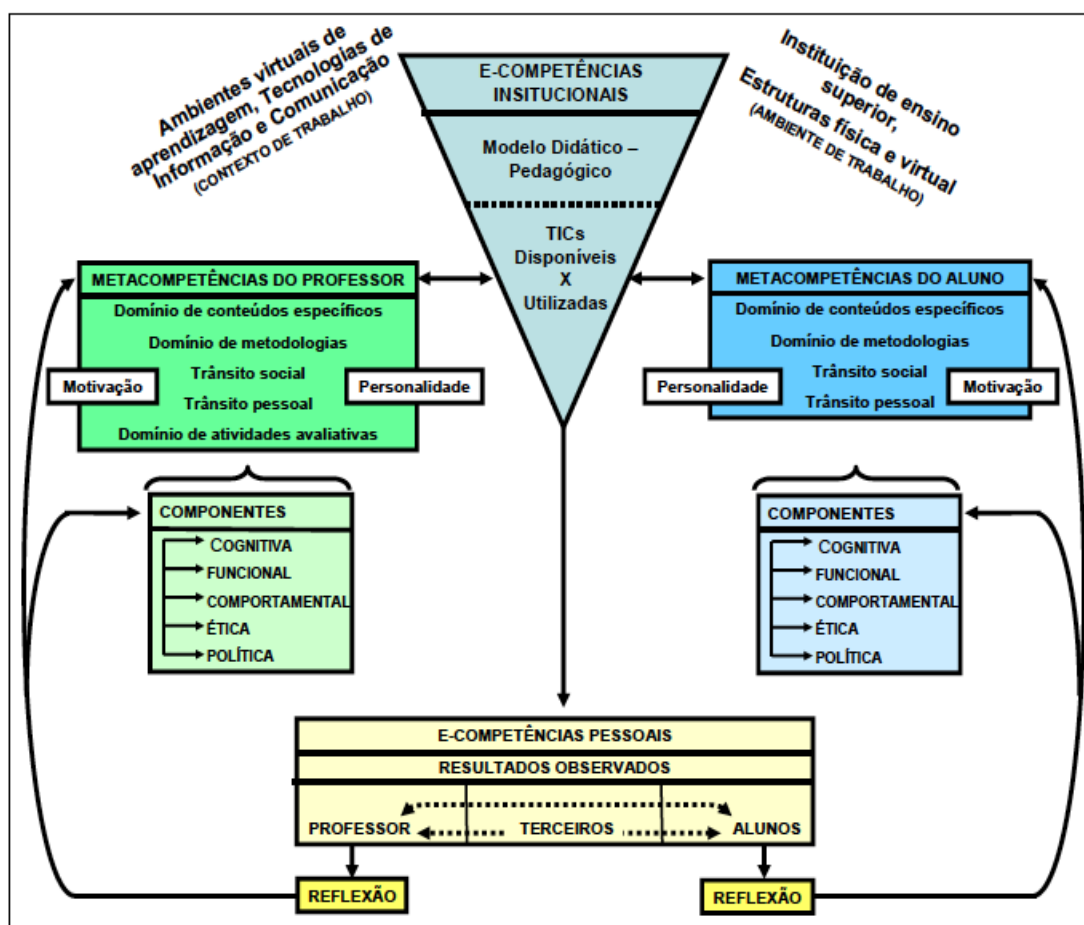 Ambientes virtuais de
aprendizagem, Tecnologias de
Informação e Comunicação
(CONTEXTO DE TRABALHO)
E-COMPETÊNCIAS
INSITUCIONAIS
Modelo Didático –
Pedagógico
TICs
Disponíveis
X
Utilizadas
Instituição de ensino
superior,
Estruturas física e virtual
(AMBIENTE DE TRABALHO)
METACOMPETÊNCIAS DO PROFESSOR
Domínio de conteúdos específicos
Domínio de metodologias
Trânsito social
Motivação
Personalidade
Trânsito pessoal
Domínio de atividades avaliativas
METACOMPETÊNCIAS DO ALUNO
Domínio de conteúdos específicos
Domínio de metodologias
Trânsito social
Personalidade
Motivação
Trânsito pessoal
COMPONENTES
COGNITIVA
FUNCIONAL
COMPORTAMENTAL
ÉTICA
POLÍTICA
COMPONENTES
COGNITIVA
FUNCIONAL
COMPORTAMENTAL
ÉTICA
POLÍTICA
E-COMPETÊNCIAS PESSOAIS
RESULTADOS OBSERVADOS
PROFESSOR TERCEIROS ALUNOS
REFLEXÃO
REFLEXÃO